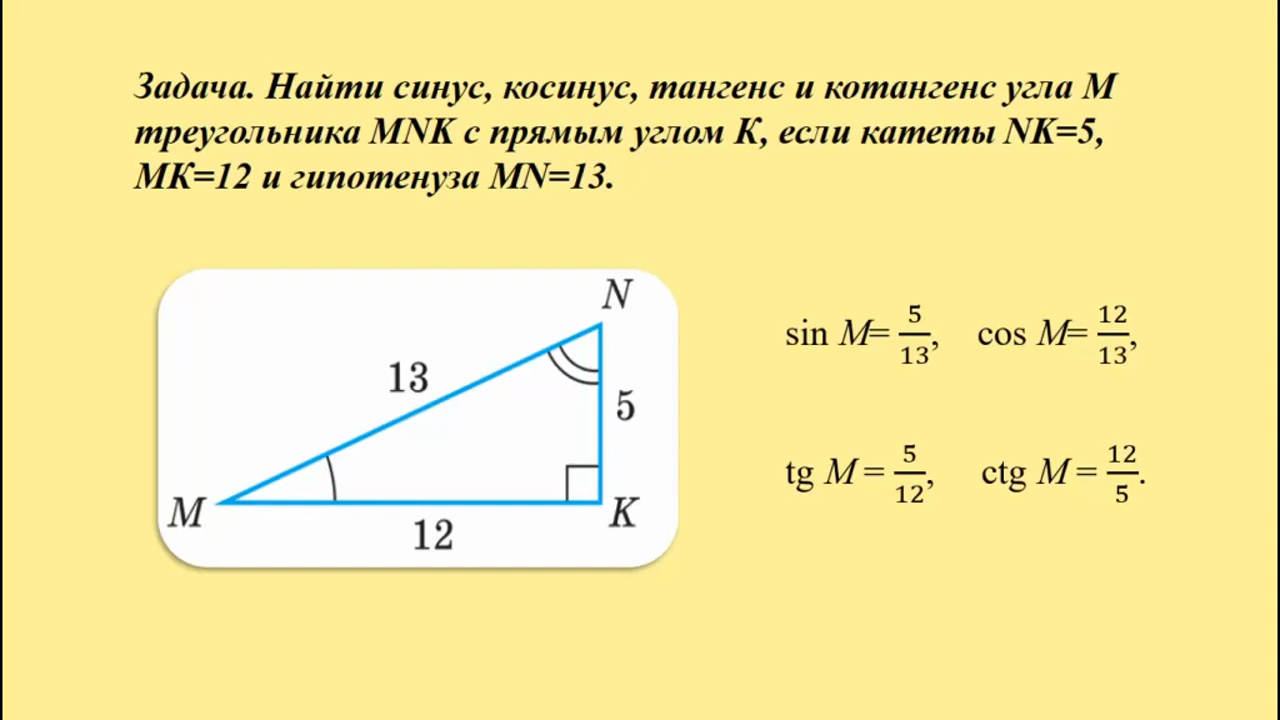 Задача. Найти синус, косинус, тангенс и котангенс угла М
треугольника MNK с прямым углом К, если катеты NK=5,
МК=12 и гипотенуза MN=13.
N
13
5
M
K
12
sin M= 5/13, cos M= 12/13,
tg M = 5/12, ctg M = 12/5.